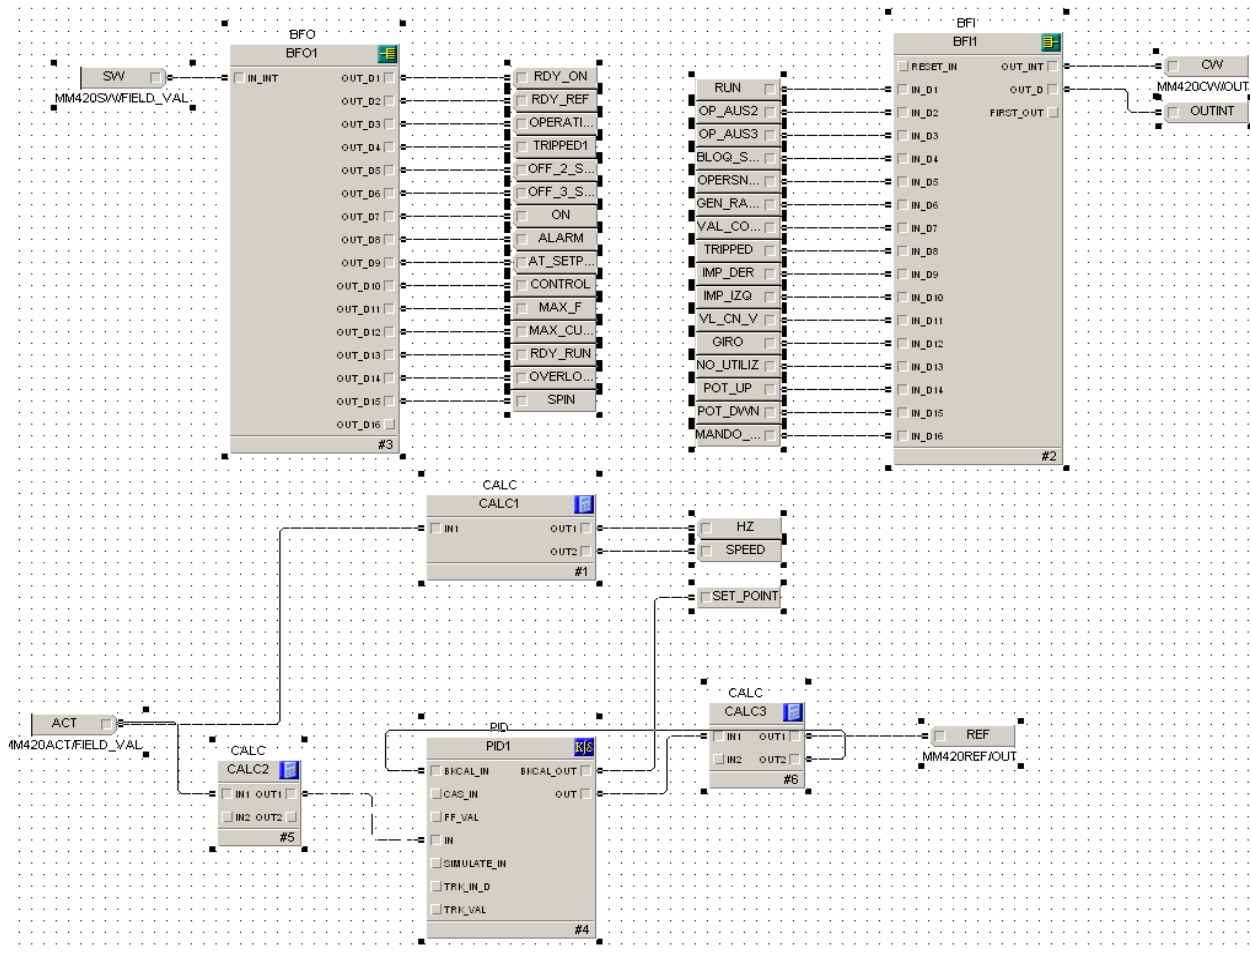 BFO
BFO1
SW
MM420SW/FIELD_VAL
IN_INT
OUT_D1
OUT_D2
OUT_D3
OUT_D4
OUT_D5
OUT_D6
OUT_D7
OUT_D8
OUT_D9
OUT_D10
OUT_D11
OUT_D12
OUT_D13
OUT_D14
OUT_D15
OUT_D16
#3
RDY_ON
RDY_REF
OPERATI...
TRIPPED1
OFF_2_S...
OFF_3_S...
ON
ALARM
AT_SETP...
CONTROL
MAX_F
MAX_CU...
RDY_RUN
OVERLO...
SPIN
RUN
OP_AUS2
OP_AUS3
BLOQ_S...
OPERSN...
GEN_RA...
VAL_CO...
TRIPPED
IMP_DER
IMP_IZQ
VL_CN_V
GIRO
NO_UTILIZ
POT_UP
POT_DWN
MANDO_...
BFI
BFI1
RESET_IN
IN_D1
IN_D2
IN_D3
IN_D4
IN_D5
IN_D6
IN_D7
IN_D8
IN_D9
IN_D10
IN_D11
IN_D12
IN_D13
IN_D14
IN_D15
IN_D16
OUT_INT
OUT_D
FIRST_OUT
#2
CW
MM420CW/OUT
OUTINT
CALC
CALC1
IN1 OUT1
OUT2
#1
HZ
SPEED
SET_POINT
ACT
MM420ACT/FIELD_VAL
CALC
CALC2
IN1 OUT1
IN2 OUT2
#5
PID
PID1
BKCAL_IN BKCAL_OUT
CAS_IN OUT
FF_VAL
IN
SIMULATE_IN
TRK_IN_D
TRK_VAL
#4
CALC
CALC3
IN1 OUT1
IN2 OUT2
#6
REF
MM420REF/OUT